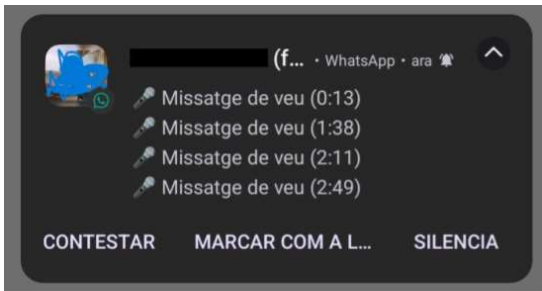 (f... • WhatsApp • ara
Missatge de veu (0:13)
Missatge de veu (1:38)
Missatge de veu (2:11)
Missatge de veu (2:49)
CONTESTAR MARCAR COM A L... SILENCIA